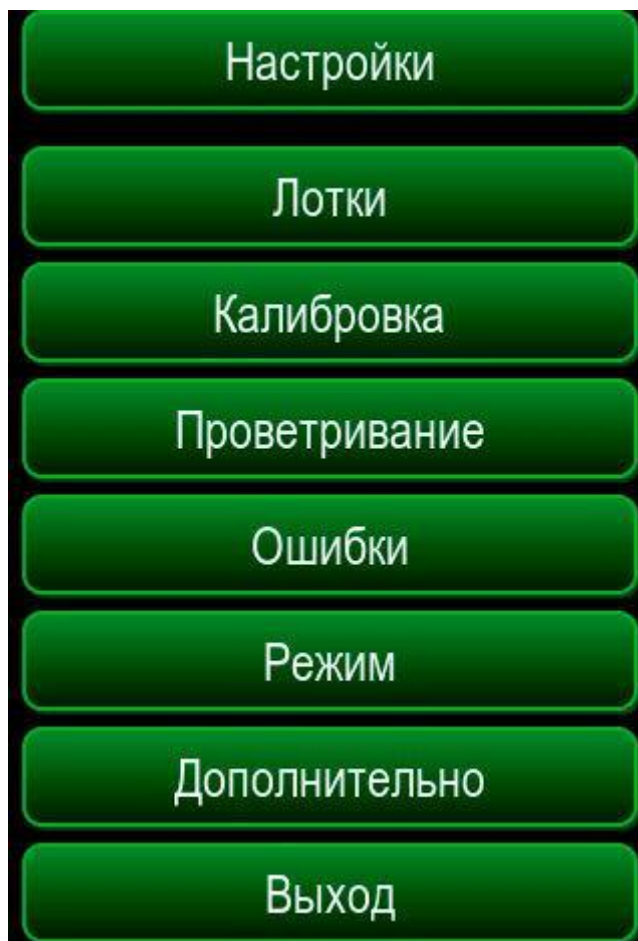 Настройки
Лотки
Калибровка
Проветривание
Ошибки
Режим
Дополнительно
Выход